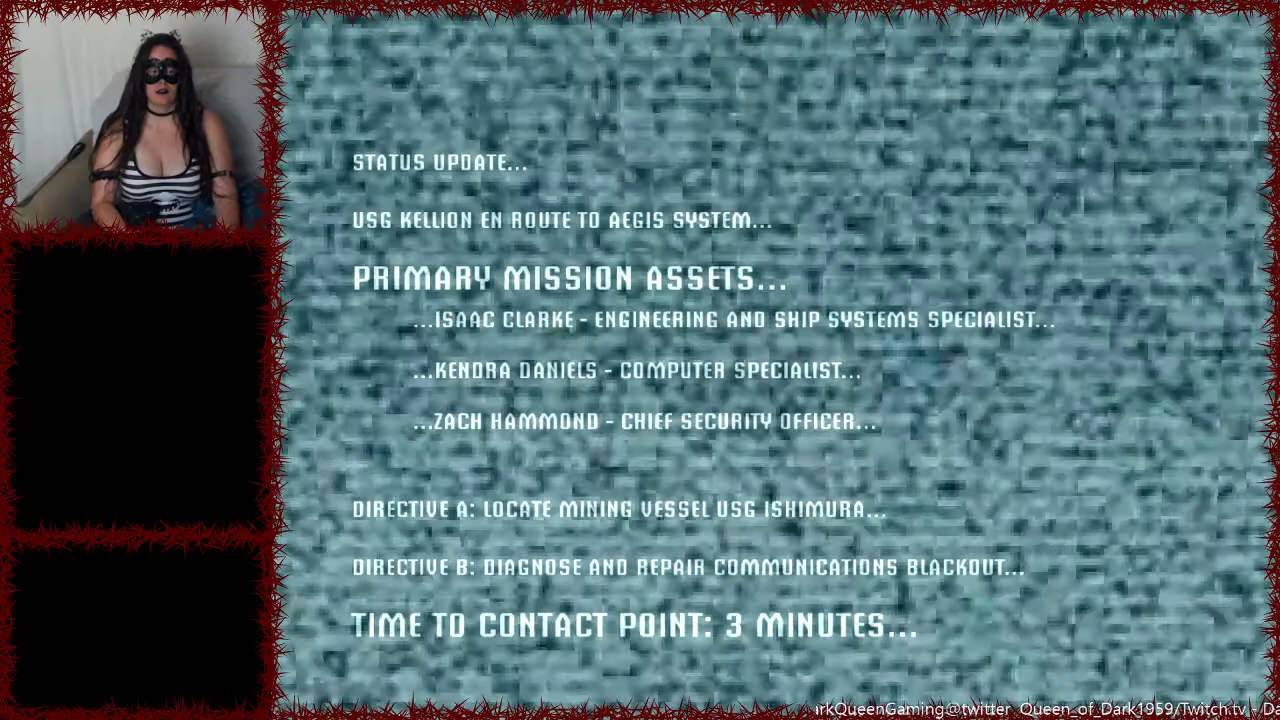 STATUS UPDATE...
USG KELLION EN ROUTE TO AEGIS SYSTEM...
PRIMARY MISSION ASSETS...
...ISAAC CLARKE - ENGINEERING AND SHIP SYSTEMS SPECIALIST...
...KENDRA DANIELS - COMPUTER SPECIALIST...
...ZACH HAMMOND - CHIEF SECURITY OFFICER...
DIRECTIVE A: LOCATE MINING VESSEL USG ISHIMURA...
DIRECTIVE B: DIAGNOSE AND REPAIR COMMUNICATIONS BLACKOUT...
TIME TO CONTACT POINT: 3 MINUTES...
arkQueenGaming@twitter Queen_of_Dark1959/Twitch.tv - Da